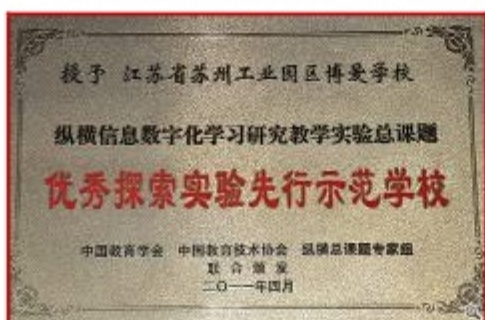 授予 江苏省苏州工业园区博爱学校
纵横信息数字化学习研究教学实验总课题
优秀探索实验先行示范学校
中国教育学会 中国教育技术协会 纵横总课题专家组
联合颁发
二〇一一年四月